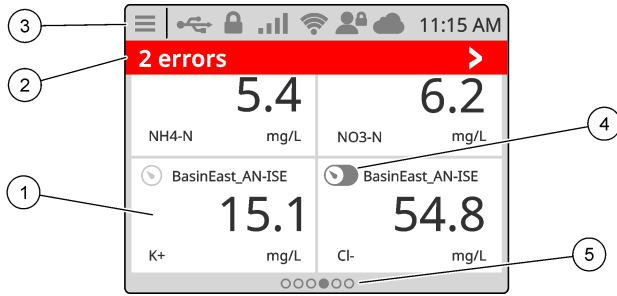 11:15 AM
3
2 errors
2
5.4
6.2
NH4-N mg/L
NO3-N mg/L
4
BasinEast_AN-ISE
BasinEast_AN-ISE
1
15.1
54.8
K+ mg/L
Cl- mg/L
5